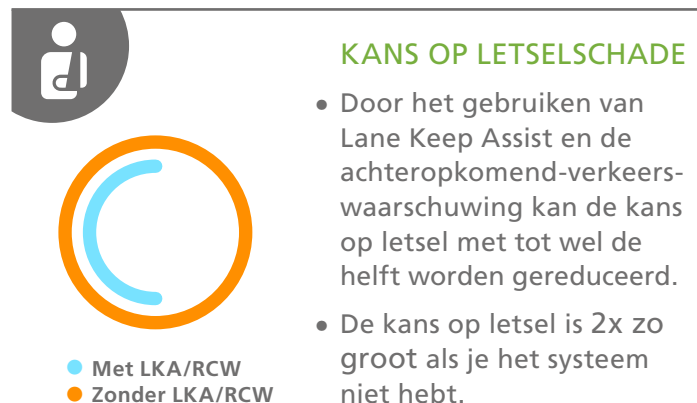 KANS OP LETSELSCHADE
• Door het gebruiken van
Lane Keep Assist en de
achteropkomend-verkeers-
waarschuwing kan de kans
op letsel met tot wel de
helft worden gereduceerd.
• De kans op letsel is 2x zo
groot als je het systeem
niet hebt.
Met LKA/RCW
Zonder LKA/RCW